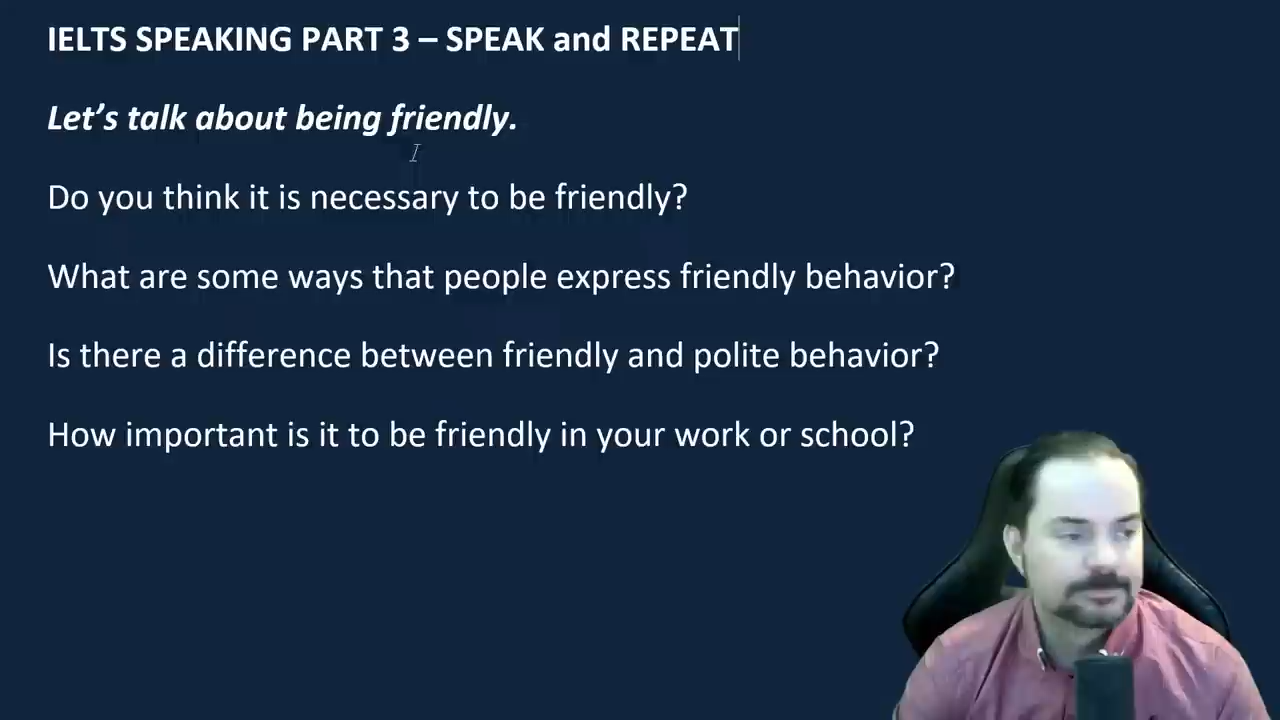 IELTS SPEAKING PART 3 – SPEAK and REPEAT
Let’s talk about being friendly.
Do you think it is necessary to be friendly?
What are some ways that people express friendly behavior?
Is there a difference between friendly and polite behavior?
How important is it to be friendly in your work or school?